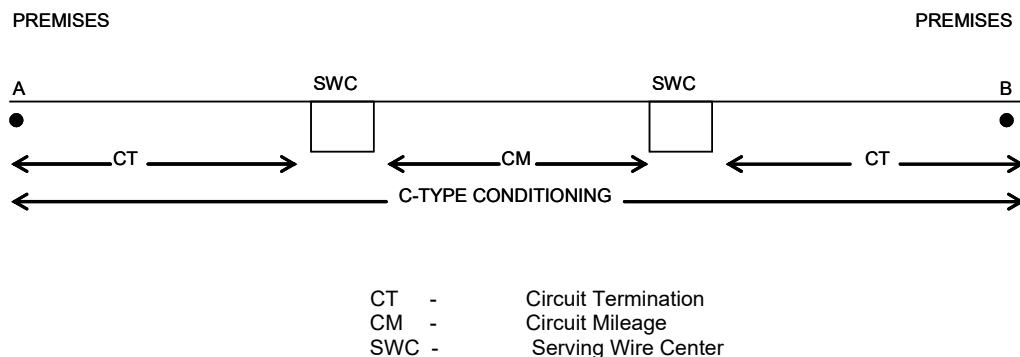 PREMISES PREMISES
SWC SWC
A B
CT CM CT
C-TYPE CONDITIONING
CT - Circuit Termination
CM - Circuit Mileage
SWC - Serving Wire Center